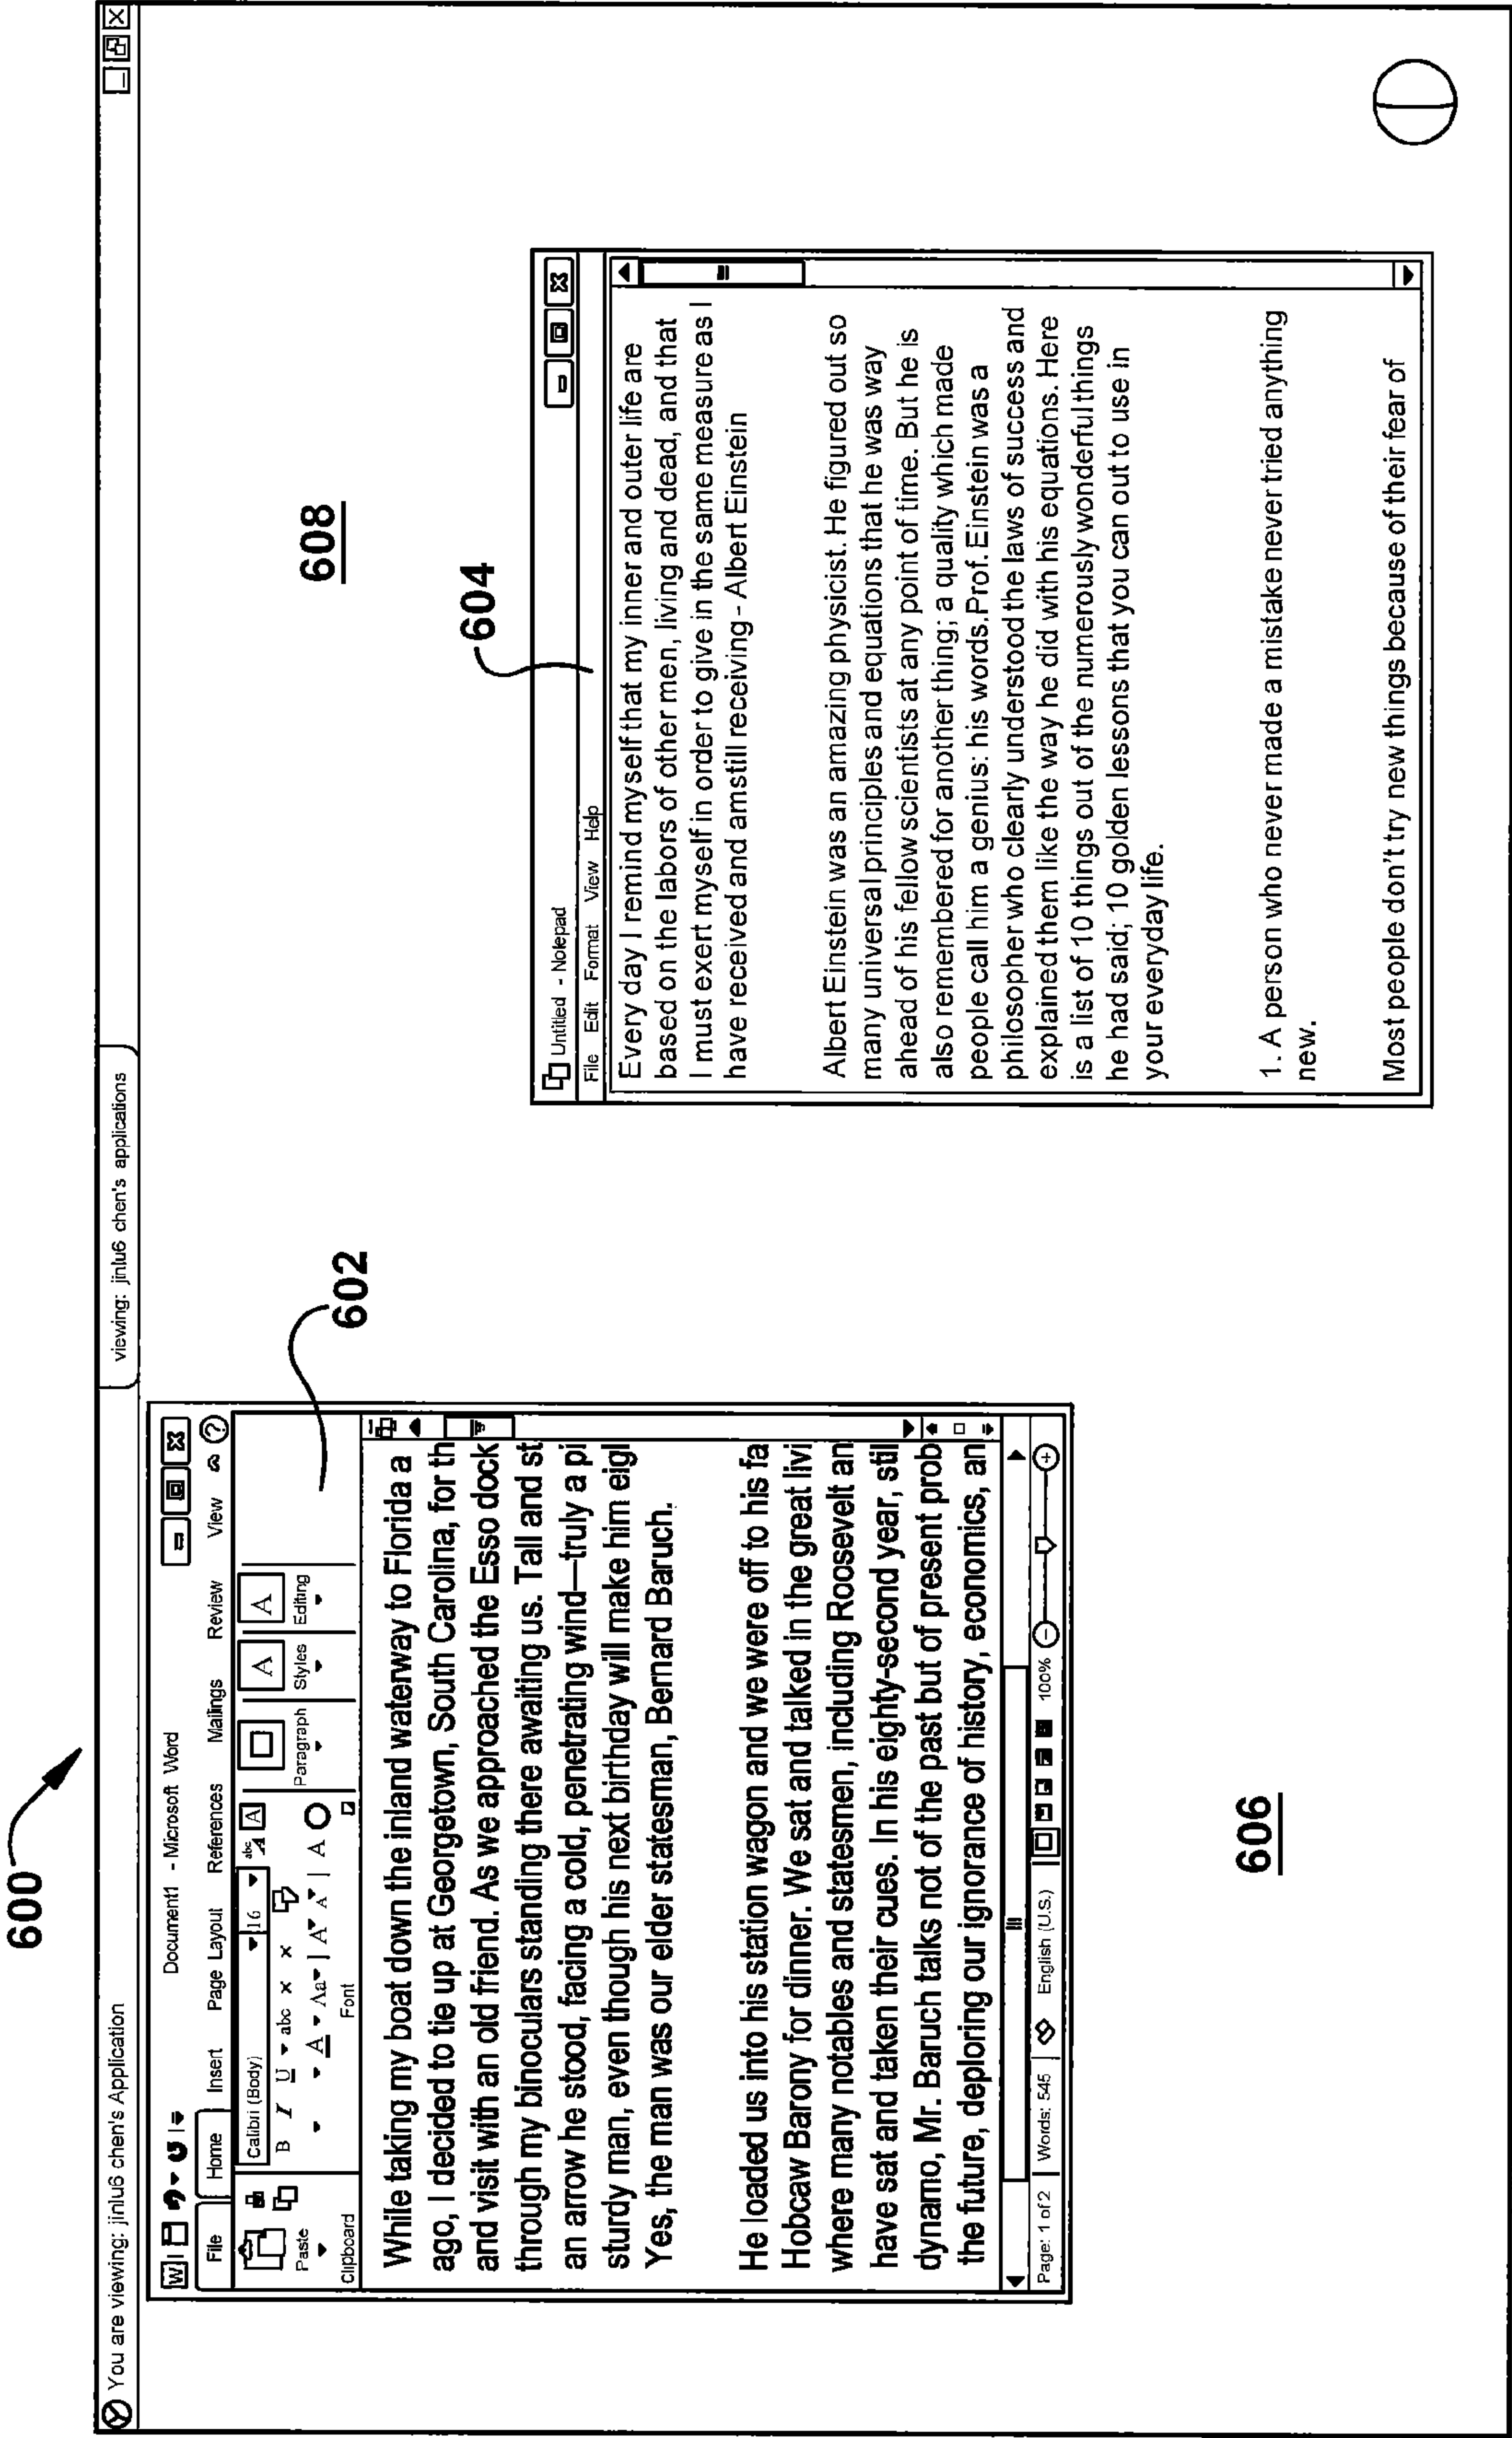 600
You are viewing: jinlu6 chen's Application
viewing: jinlu6 chen's applications
W
Document1 - Microsoft Word
File Home Insert Page Layout References Mailings Review View ?
Paste
Clipboard
Calibri (Body) 16 abc A A
B I U abc x x
A Aa A A A
Font
Paragraph
A
Styles
A
Editing
602
While taking my boat down the inland waterway to Florida a
ago, I decided to tie up at Georgetown, South Carolina, for th
and visit with an old friend. As we approached the Esso dock
through my binoculars standing there awaiting us. Tall and st
an arrow he stood, facing a cold, penetrating wind—truly a pi
sturdy man, even though his next birthday will make him eigl
Yes, the man was our elder statesman, Bernard Baruch.
He loaded us into his station wagon and we were off to his fa
Hobcaw Barony for dinner. We sat and talked in the great livi
where many notables and statesmen, including Roosevelt an
have sat and taken their cues. In his eighty-second year, stil
dynamo, Mr. Baruch talks not of the past but of present prob
the future, deploring our ignorance of history, economics, an
Page: 1 of 2 Words: 545 English (U.S.) 100%
606
608
604
Untitled - Notepad
File Edit Format View Help
Every day I remind myself that my inner and outer life are
based on the labors of other men, living and dead, and that
I must exert myself in order to give in the same measure as I
have received and amstill receiving - Albert Einstein
Albert Einstein was an amazing physicist. He figured out so
many universal principles and equations that he was way
ahead of his fellow scientists at any point of time. But he is
also remembered for another thing; a quality which made
people call him a genius: his words.Prof. Einstein was a
philosopher who clearly understood the laws of success and
explained them like the way he did with his equations. Here
is a list of 10 things out of the numerously wonderful things
he had said; 10 golden lessons that you can out to use in
your everyday life.
1. A person who never made a mistake never tried anything
new.
Most people don't try new things because of their fear of